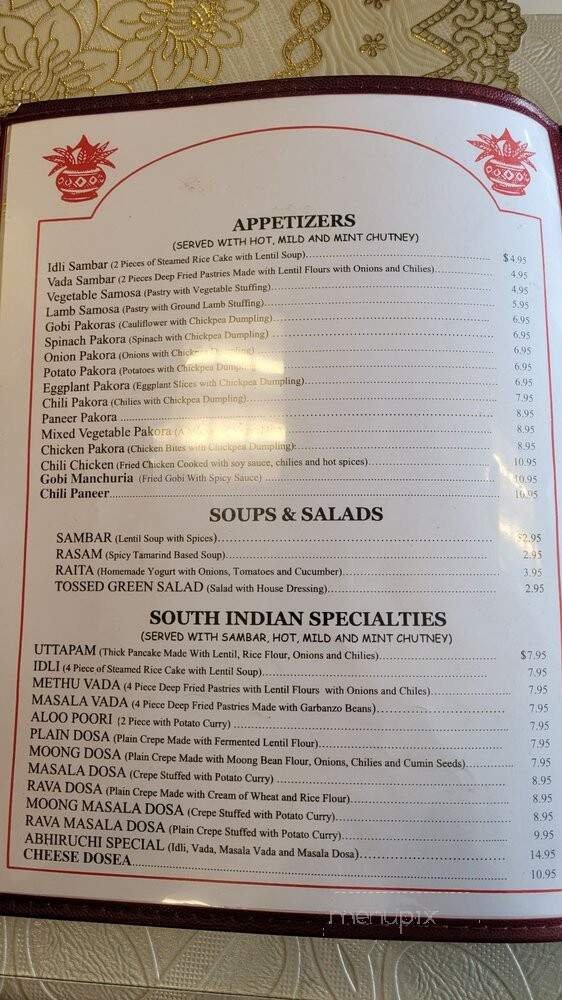 APPETIZERS
(SERVED WITH HOT, MILD AND MINT CHUTNEY)
Idli Sambar (2 Pieces of Steamed Rice Cake with Lentil Soup) $4.95
Vada Sambar (2 Pieces Deep Fried Pastries Made with Lentil Flours with Onions and Chilies) 4.95
Vegetable Samosa (Pastry with Vegetable Stuffing) 4.95
Lamb Samosa (Pastry with Ground Lamb Stuffing) 5.95
Gobi Pakoras (Cauliflower with Chickpea Dumpling) 6.95
Spinach Pakora (Spinach with Chickpea Dumpling) 6.95
Onion Pakora (Onions with Chickpea Dumpling) 6.95
Potato Pakora (Potatoes with Chickpea Dumpling) 6.95
Eggplant Pakora (Eggplant Slices with Chickpea Dumpling) 6.95
Chili Pakora (Chilies with Chickpea Dumpling) 7.95
Paneer Pakora 8.95
Mixed Vegetable Pakora 8.95
Chicken Pakora (Chicken Bites with Chickpea Dumpling) 8.95
Chili Chicken (Fried Chicken Cooked with soy sauce, chilies and hot spices) 10.95
Gobi Manchuria (Fried Gobi With Spicy Sauce) 10.95
Chili Paneer 10.95
SOUPS & SALADS
SAMBAR (Lentil Soup with Spices) $2.95
RASAM (Spicy Tamarind Based Soup) 2.95
RAITA (Homemade Yogurt with Onions, Tomatoes and Cucumber) 3.95
TOSSED GREEN SALAD (Salad with House Dressing) 2.95
SOUTH INDIAN SPECIALTIES
(SERVED WITH SAMBAR, HOT, MILD AND MINT CHUTNEY)
UTTAPAM (Thick Pancake Made With Lentil, Rice Flour, Onions and Chilies) $7.95
IDLI (4 Piece of Steamed Rice Cake with Lentil Soup) 7.95
METHU VADA (4 Piece Deep Fried Pastries with Lentil Flours with Onions and Chiles) 7.95
MASALA VADA (4 Piece Deep Fried Pastries Made with Garbanzo Beans) 7.95
ALOO POORI (2 Piece with Potato Curry) 7.95
PLAIN DOSA (Plain Crepe Made with Fermented Lentil Flour) 7.95
MOONG DOSA (Plain Crepe Made with Moong Bean Flour, Onions, Chilies and Cumin Seeds) 7.95
MASALA DOSA (Crepe Stuffed with Potato Curry) 8.95
RAVA DOSA (Plain Crepe Made with Cream of Wheat and Rice Flour) 8.95
MOONG MASALA DOSA (Crepe Stuffed with Potato Curry) 8.95
RAVA MASALA DOSA (Plain Crepe Stuffed with Potato Curry) 9.95
ABHIRUCHI SPECIAL (Idli, Vada, Masala Vada and Masala Dosa) 14.95
CHEESE DOSEA 10.95
menupix